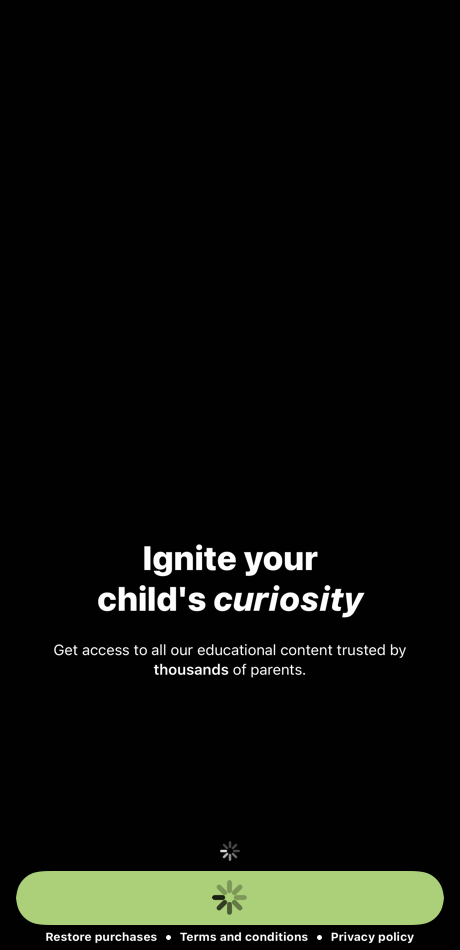 Ignite your
child's curiosity
Get access to all our educational content trusted by
thousands of parents.
Restore purchases • Terms and conditions • Privacy policy